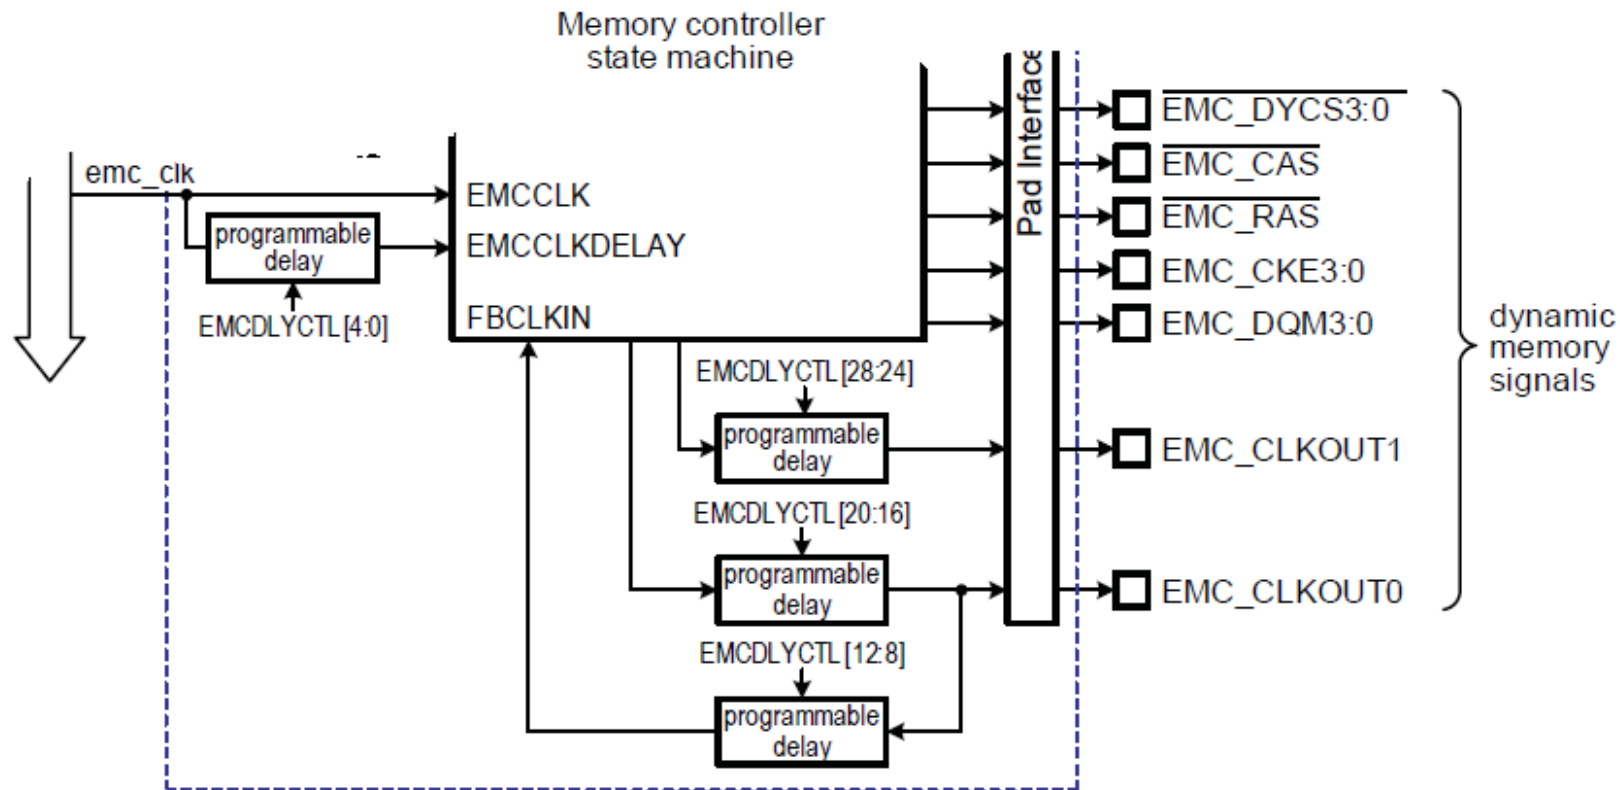 Memory controller
state machine
Pad Interface
EMC_DYCS3:0
EMC_CAS
emc_clk
EMCCLK
EMC_RAS
programmable
delay
EMCCLKDELAY
EMC_CKE3:0
EMCDLYCTL[4:0]
FBCLKIN
EMC_DQM3:0
dynamic
memory
signals
EMCDLYCTL[28:24]
programmable
delay
EMC_CLKOUT1
EMCDLYCTL[20:16]
programmable
delay
EMC_CLKOUT0
EMCDLYCTL[12:8]
programmable
delay